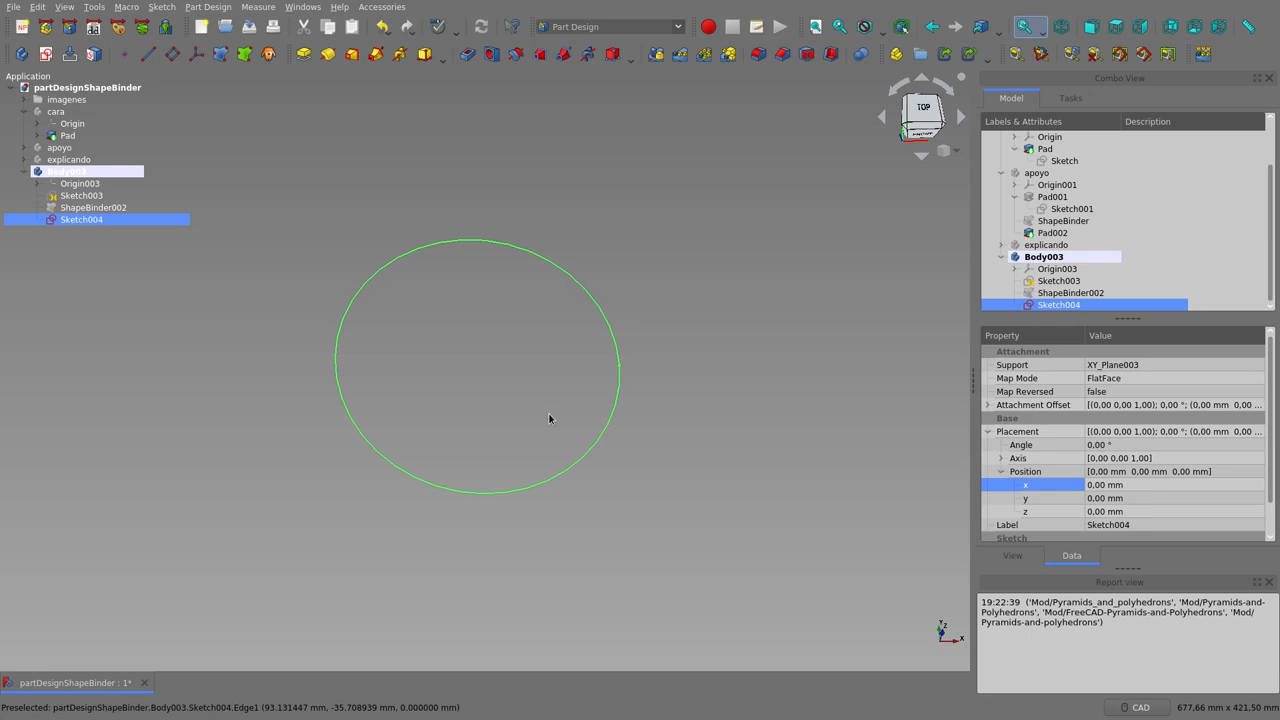 File Edit View Tools Macro Sketch Part Design Measure Windows Help Accessories
Part Design
Application
partDesignShapeBinder
imagenes
cara
Origin
Pad
apoyo
explicando
Body003
Origin003
Sketch003
ShapeBinder002
Sketch004
TOP
Combo View
Model Tasks
Labels & Attributes Description
Origin
Pad
Sketch
apoyo
Origin001
Pad001
Sketch001
ShapeBinder
Pad002
explicando
Body003
Origin003
Sketch003
ShapeBinder002
Sketch004
Property Value
Attachment
Support XY_Plane003
Map Mode FlatFace
Map Reversed false
Attachment Offset [(0,00 0,00 1,00); 0,00 °; (0,00 mm 0,00 ...
Base
Placement [(0,00 0,00 1,00); 0,00 °; (0,00 mm 0,00 ...
Angle 0,00 °
Axis [0,00 0,00 1,00]
Position [0,00 mm 0,00 mm 0,00 mm]
x 0,00 mm
y 0,00 mm
z 0,00 mm
Label Sketch004
Sketch
View Data
Report view
19:22:39 ('Mod/Pyramids_and_polyhedrons', 'Mod/Pyramids-and-
Polyhedrons', 'Mod/FreeCAD-Pyramids-and-Polyhedrons', 'Mod/
Pyramids-and-polyhedrons')
Y Z X
partDesignShapeBinder : 1*
Preselected: partDesignShapeBinder.Body003.Sketch004.Edge1 (93.131447 mm, -35.708939 mm, 0.000000 mm)
CAD 677,66 mm x 421,50 mm